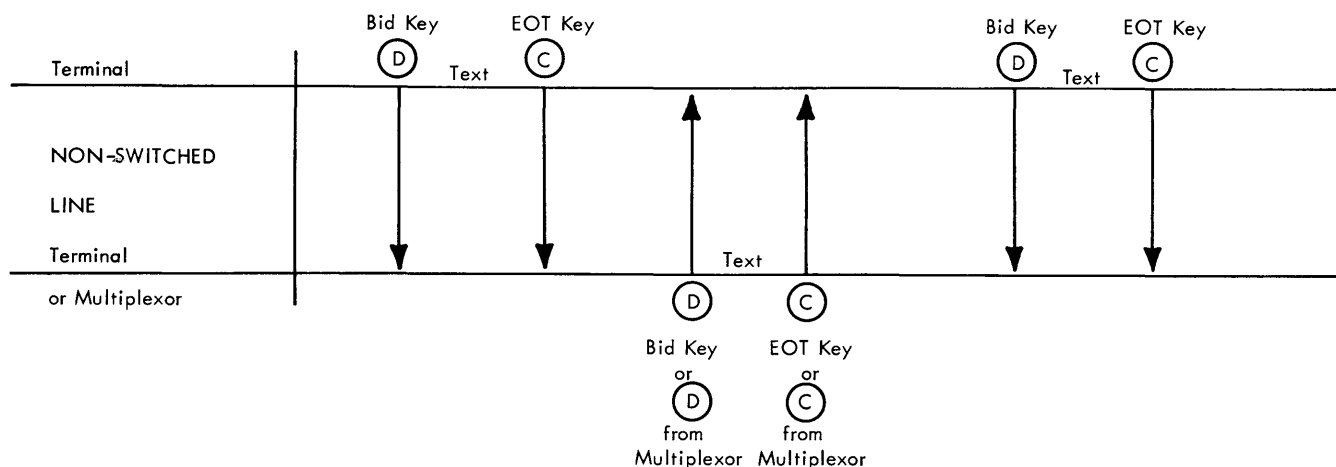 Bid Key EOT Key Bid Key EOT Key
D C D C
Terminal Text Text
NON-SWITCHED
LINE
Terminal Text
or Multiplexor D C
Bid Key EOT Key
or or
D C
from from
Multiplexor Multiplexor